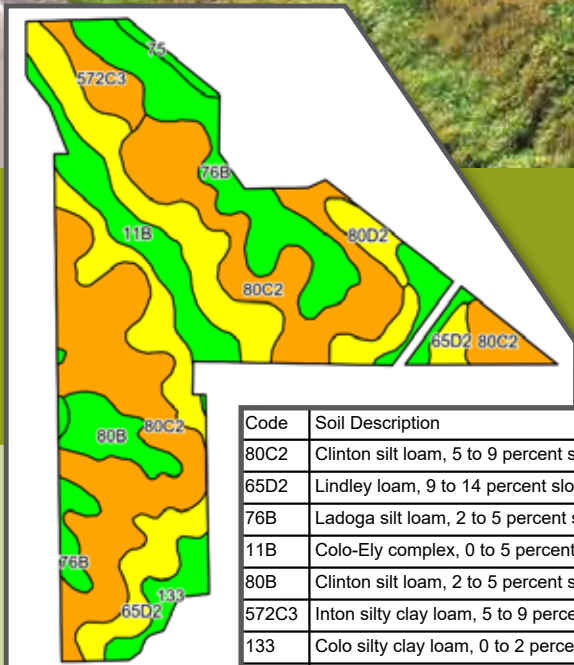 75
572C3
76B
11B
80D2
80C2
65D2 80C2
80C2
80B
76B
133
65D2
Code Soil Description
80C2 Clinton silt loam, 5 to 9 percent s
65D2 Lindley loam, 9 to 14 percent slo
76B Ladoga silt loam, 2 to 5 percent s
11B Colo-Ely complex, 0 to 5 percent
80B Clinton silt loam, 2 to 5 percent s
572C3 Inton silty clay loam, 5 to 9 perce
133 Colo silty clay loam, 0 to 2 perce